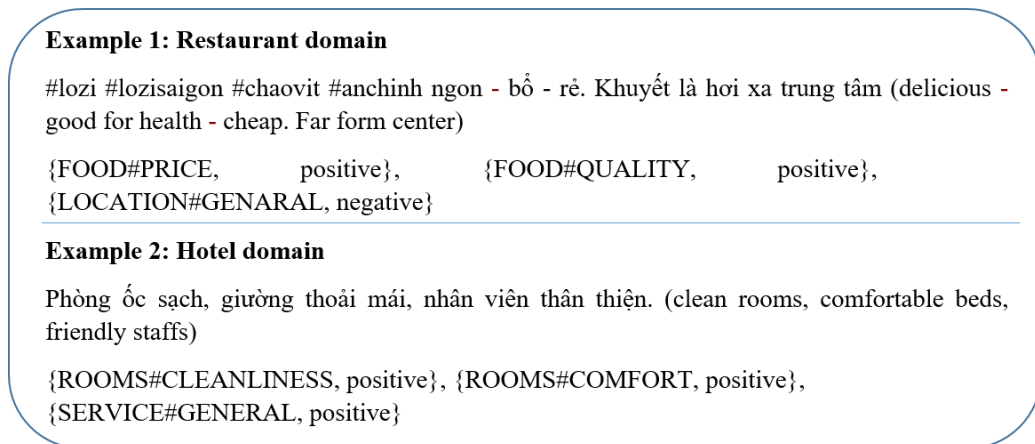 Example 1: Restaurant domain
#lozi #lozisaigon #chaovit #anchinh ngon - bổ - rẻ. Khuyết là hơi xa trung tâm (delicious -
good for health - cheap. Far form center)
{FOOD#PRICE, positive}, {FOOD#QUALITY, positive},
{LOCATION#GENARAL, negative}
Example 2: Hotel domain
Phòng ốc sạch, giường thoải mái, nhân viên thân thiện. (clean rooms, comfortable beds,
friendly staffs)
{ROOMS#CLEANLINESS, positive}, {ROOMS#COMFORT, positive},
{SERVICE#GENERAL, positive}